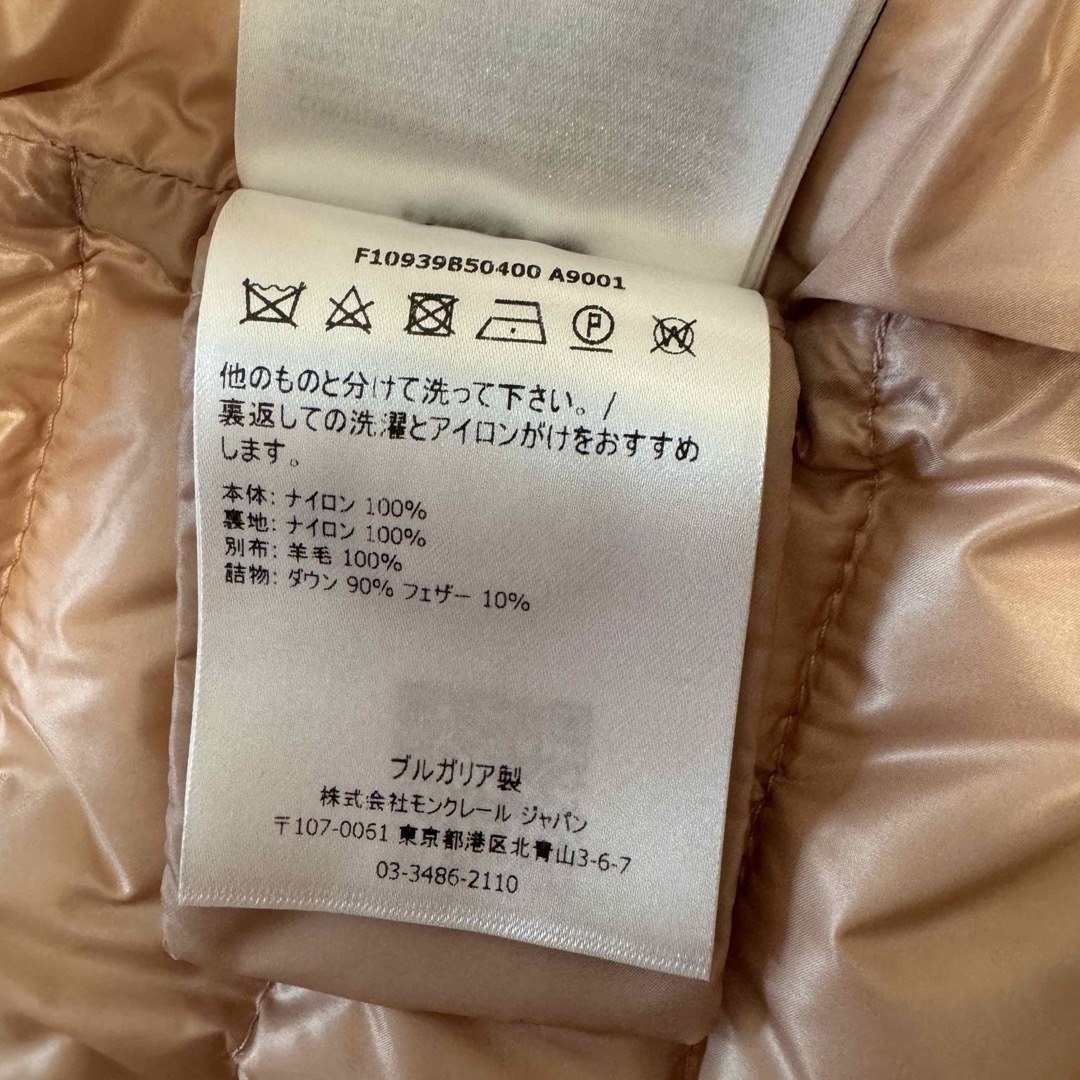 F10939B50400 A9001
P
W
他のものと分けて洗って下さい。/
裏返しての洗濯とアイロンがけをおすすめ
します。
本体: ナイロン 100%
裏地: ナイロン 100%
別布: 羊毛 100%
詰物: ダウン 90% フェザー 10%
ブルガリア製
株式会社モンクレール ジャパン
〒107-0061 東京都港区北青山3-6-7
03-3486-2110